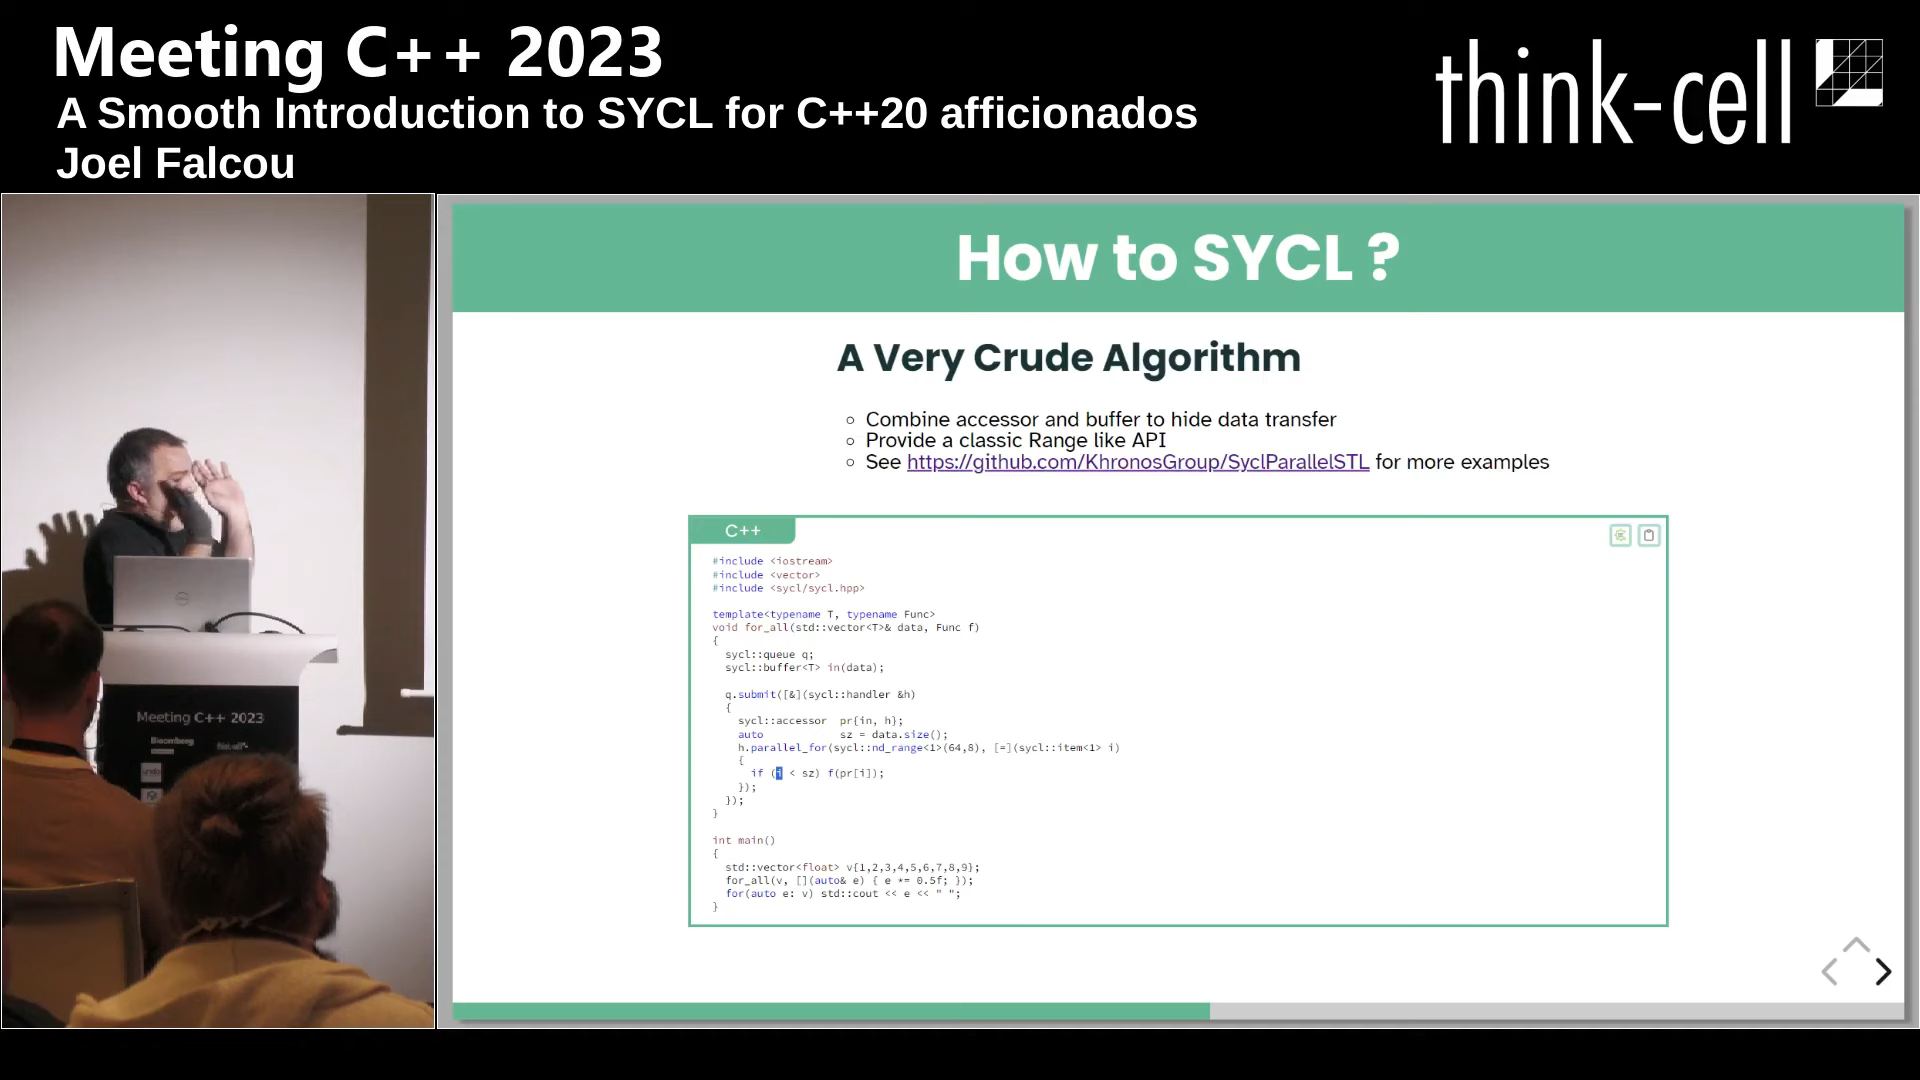 Meeting C++ 2023
A Smooth Introduction to SYCL for C++20 afficionados
Joel Falcou
think-cell
How to SYCL ?
A Very Crude Algorithm
Combine accessor and buffer to hide data transfer
Provide a classic Range like API
See https://github.com/KhronosGroup/SyclParallelSTL for more examples
C++
#include <iostream>
#include <vector>
#include <sycl/sycl.hpp>
template<typename T, typename Func>
void for_all(std::vector<T>& data, Func f)
{
sycl::queue q;
sycl::buffer<T> in(data);
q.submit([&](sycl::handler &h)
{
sycl::accessor pr{in, h};
auto sz = data.size();
h.parallel_for(sycl::nd_range<1>(64,8), [=](sycl::item<1> i)
{
if (i < sz) f(pr[i]);
});
});
}
int main()
{
std::vector<float> v{1,2,3,4,5,6,7,8,9};
for_all(v, [](auto& e) { e *= 0.5f; });
for(auto e: v) std::cout << e << " ";
}
Meeting C++ 2023
Bloomberg
undo